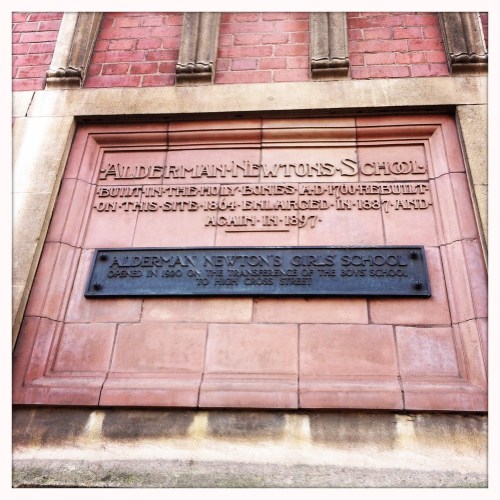 ALDERMAN·NEWTONS·SCHOOL
·BUILT·IN·THE·HOLY·BONES·A·D·1760·REBUILT·
·ON·THIS·SITE·1864·ENLARGED·IN·1887·AND·
AGAIN·IN·1897·
ALDERMAN NEWTON'S GIRLS' SCHOOL
OPENED IN 1920 ON THE TRANSFERENCE OF THE BOYS' SCHOOL
TO HIGH CROSS STREET